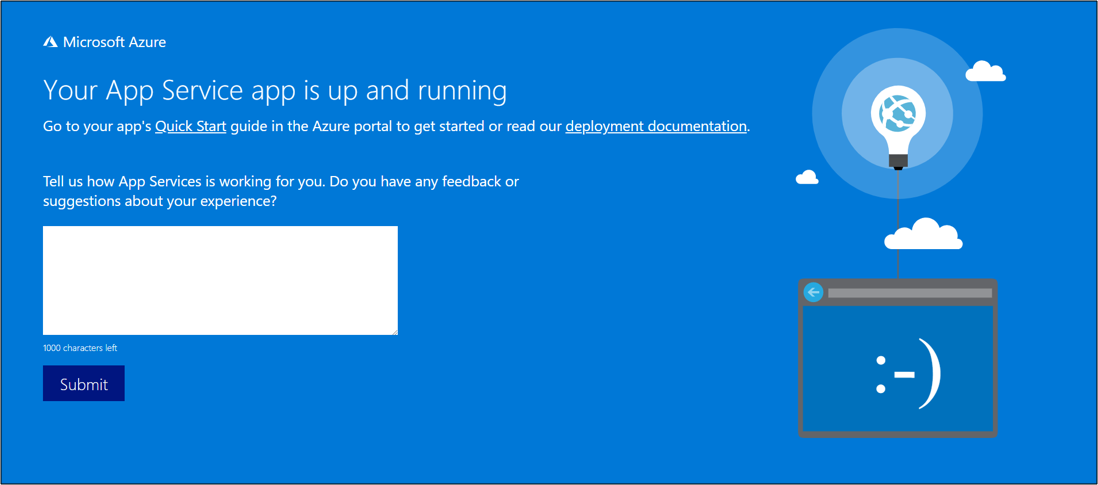 Microsoft Azure
Your App Service app is up and running
Go to your app's Quick Start guide in the Azure portal to get started or read our deployment documentation.
Tell us how App Services is working for you. Do you have any feedback or
suggestions about your experience?
1000 characters left
Submit
:-)